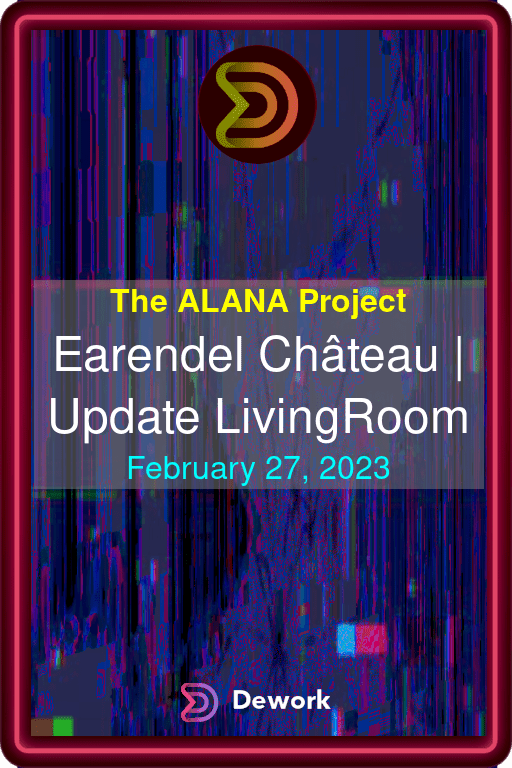 The ALANA Project
Earendel Château |
Update LivingRoom
February 27, 2023
Dework